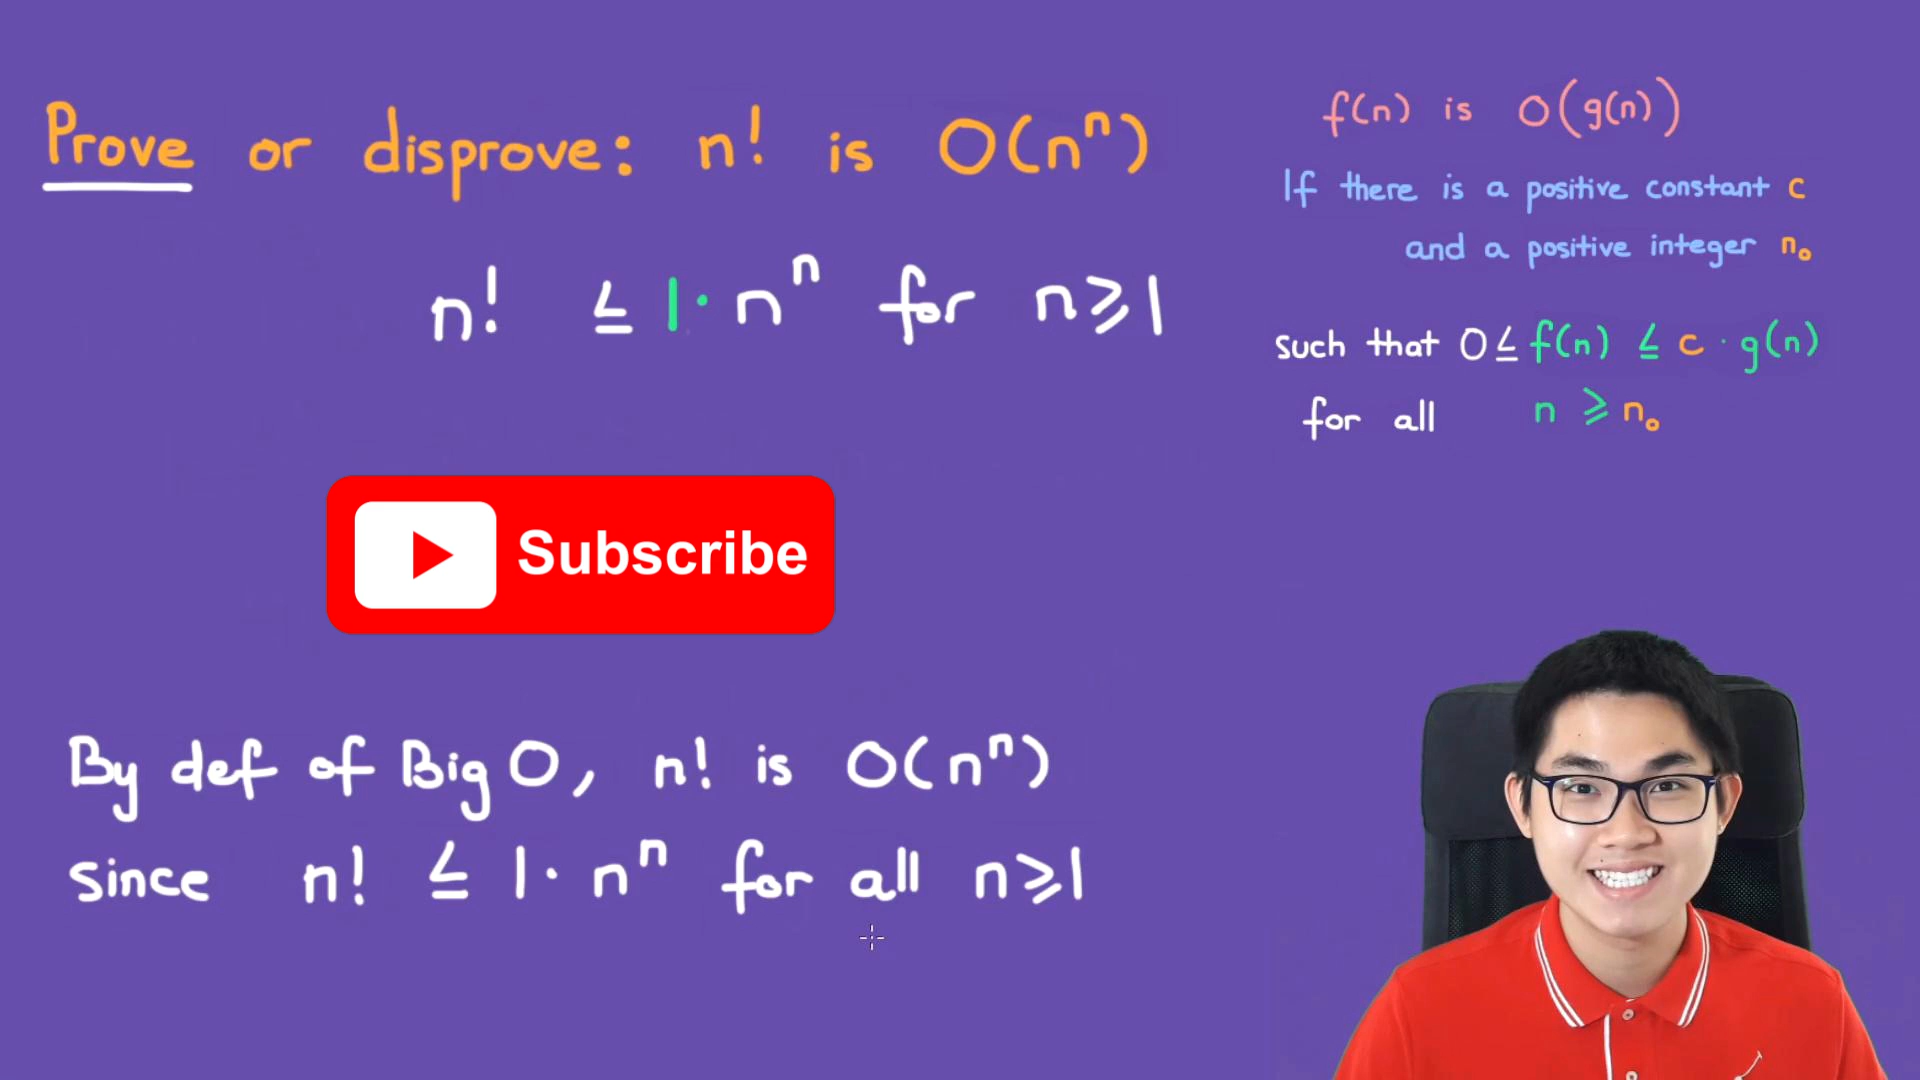 Prove or disprove: n! is O(nⁿ)
n! ≤ 1· nⁿ for n ⩾ 1
f(n) is O(g(n))
If there is a positive constant c
and a positive integer n₀
such that 0 ≤ f(n) ≤ c · g(n)
for all n ⩾ n₀
Subscribe
By def of Big O, n! is O(nⁿ)
since n! ≤ 1· nⁿ for all n ⩾ 1